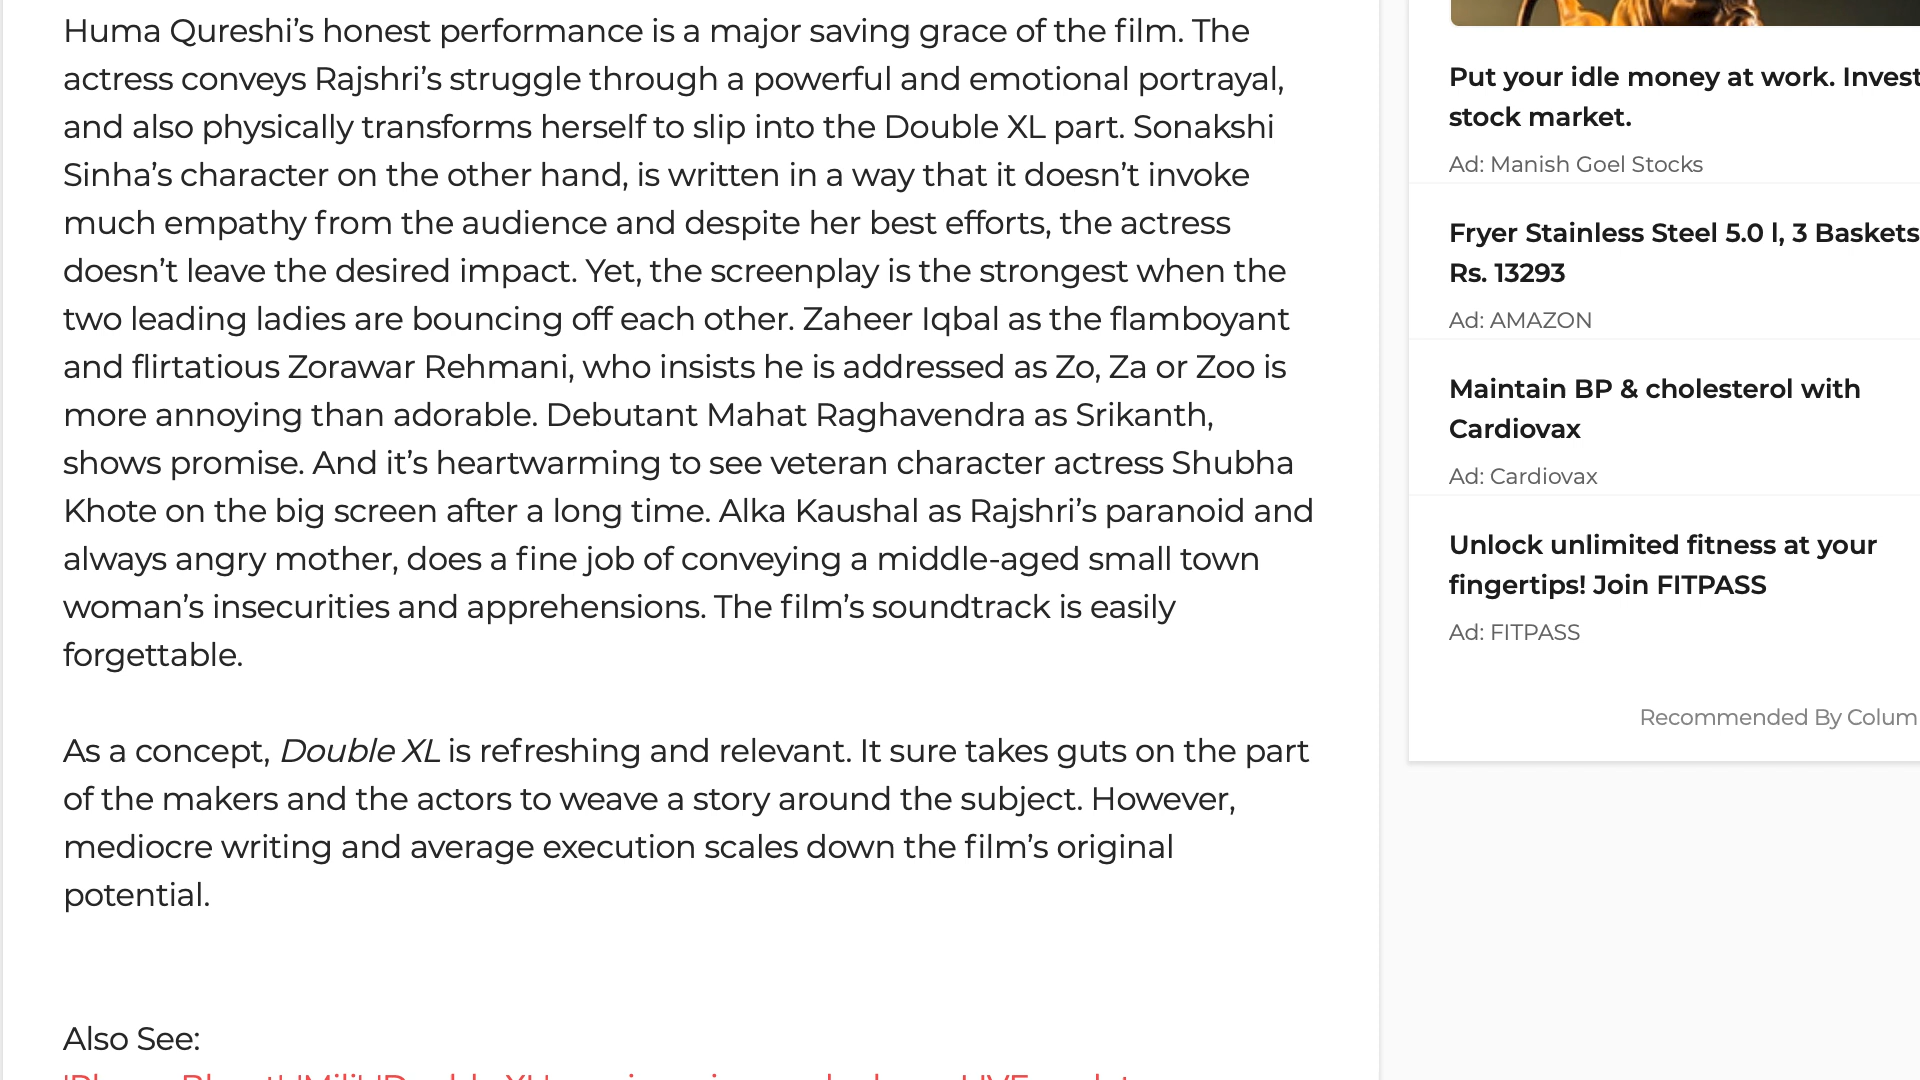 Huma Qureshi’s honest performance is a major saving grace of the film. The
actress conveys Rajshri’s struggle through a powerful and emotional portrayal,
and also physically transforms herself to slip into the Double XL part. Sonakshi
Sinha’s character on the other hand, is written in a way that it doesn’t invoke
much empathy from the audience and despite her best efforts, the actress
doesn’t leave the desired impact. Yet, the screenplay is the strongest when the
two leading ladies are bouncing off each other. Zaheer Iqbal as the flamboyant
and flirtatious Zorawar Rehmani, who insists he is addressed as Zo, Za or Zoo is
more annoying than adorable. Debutant Mahat Raghavendra as Srikanth,
shows promise. And it’s heartwarming to see veteran character actress Shubha
Khote on the big screen after a long time. Alka Kaushal as Rajshri’s paranoid and
always angry mother, does a fine job of conveying a middle-aged small town
woman’s insecurities and apprehensions. The film’s soundtrack is easily
forgettable.
As a concept, Double XL is refreshing and relevant. It sure takes guts on the part
of the makers and the actors to weave a story around the subject. However,
mediocre writing and average execution scales down the film’s original
potential.
Also See:
Put your idle money at work. Invest
stock market.
Ad: Manish Goel Stocks
Fryer Stainless Steel 5.0 l, 3 Baskets
Rs. 13293
Ad: AMAZON
Maintain BP & cholesterol with
Cardiovax
Ad: Cardiovax
Unlock unlimited fitness at your
fingertips! Join FITPASS
Ad: FITPASS
Recommended By Colum